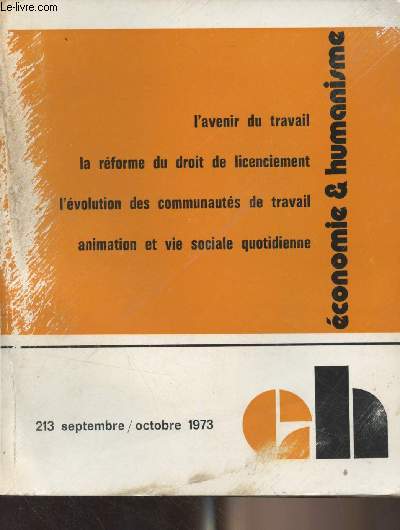 Le-livre.com
l'avenir du travail
la réforme du droit de licenciement
l'évolution des communautés de travail
animation et vie sociale quotidienne
économie & humanisme
eh
213 septembre / octobre 1973